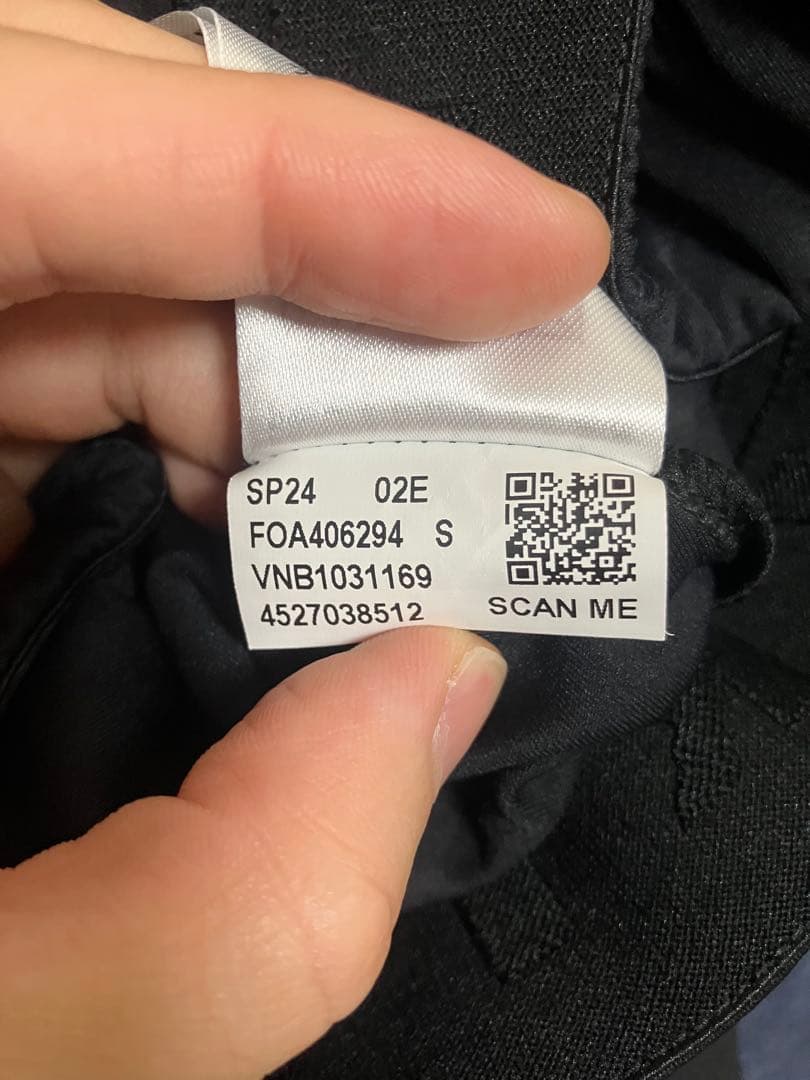 SP24 02E
FOA406294 S
VNB1031169
4527038512
SCAN ME